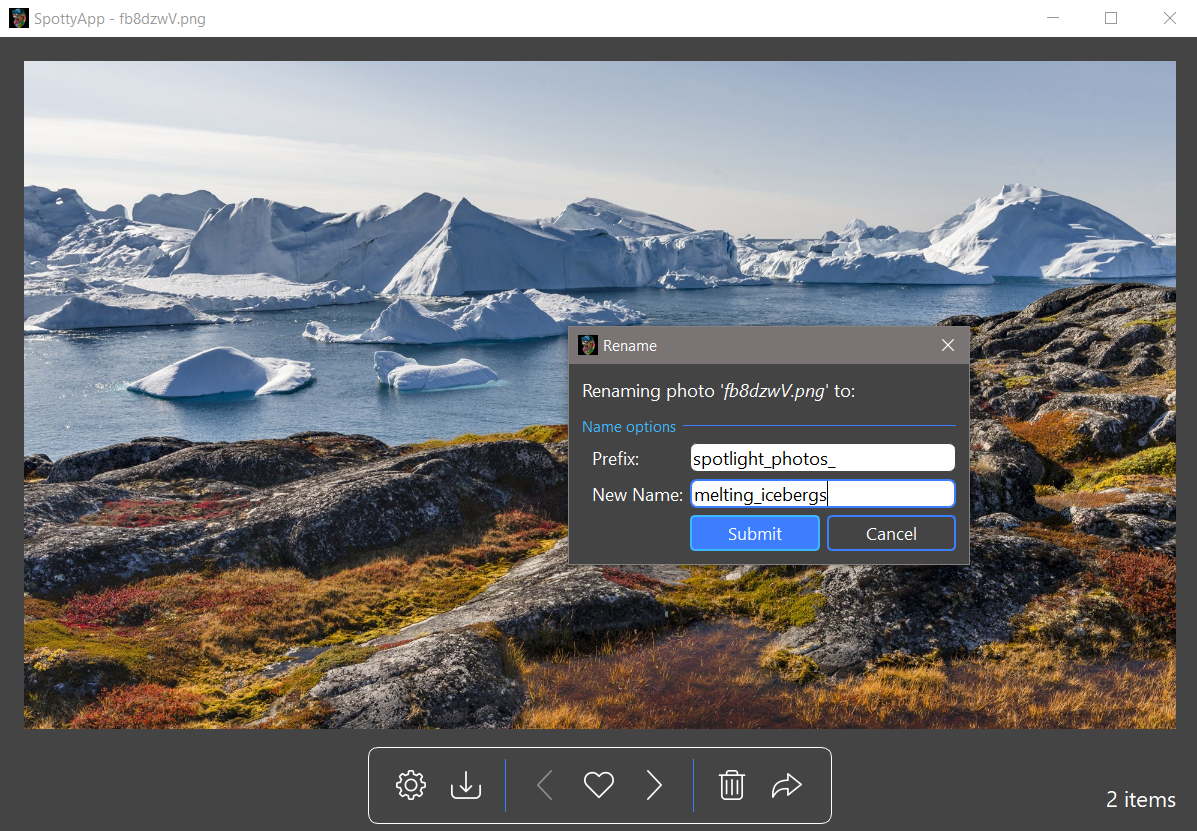 SpottyApp - fb8dzwV.png
Rename
Renaming photo 'fb8dzwV.png' to:
Name options
Prefix: spotlight_photos_
New Name: melting_icebergs
Submit Cancel
2 items